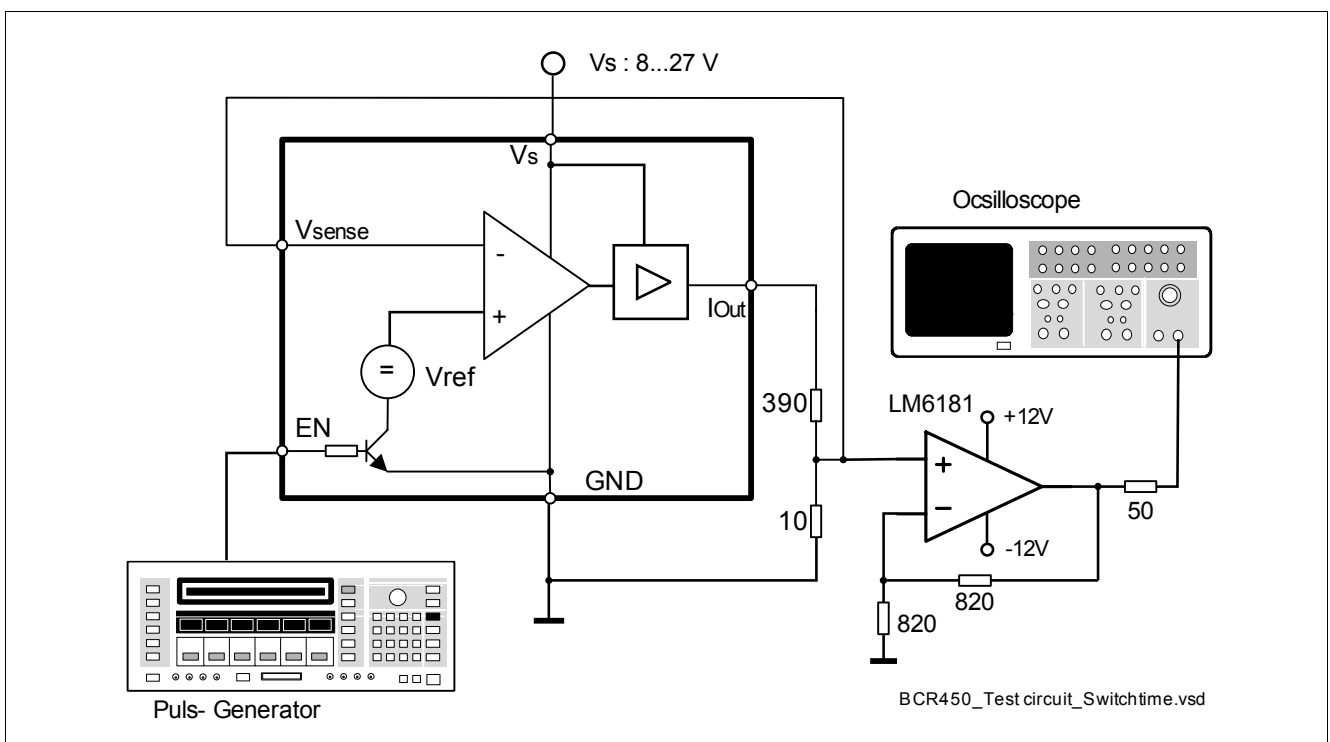 Vs : 8...27 V
Vs
Ocsilloscope
Vsense
-
IOut
+
=
Vref
390
LM6181
+12V
EN
+
GND
−
50
10
-12V
820
820
BCR450_Test circuit_Switchtime.vsd
Puls- Generator